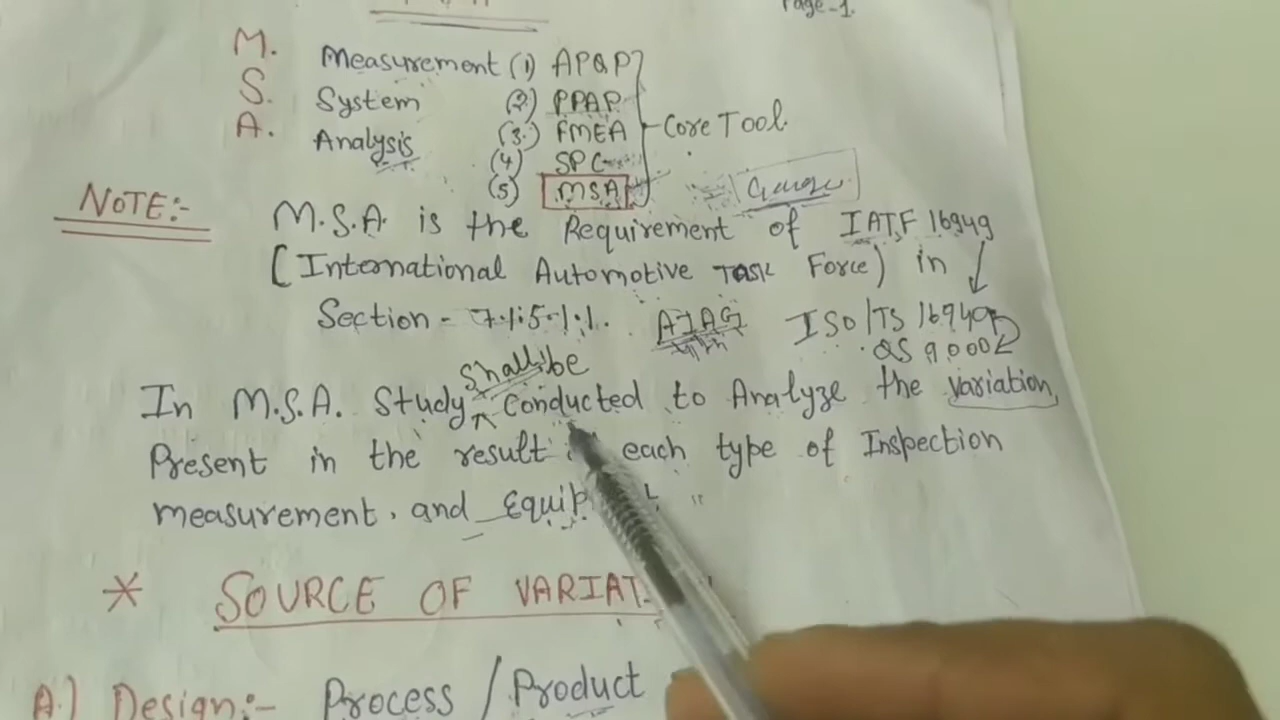 Page-1.
M. Measurement (1) APQP
S. System (2) PPAP
A. Analysis (3) FMEA Core Tool
(4) SPC
(5) MSA
NOTE:- M.S.A. is the Requirement of IATF 16949
(International Automotive TASK Force) in
Section - 7.1.5.1.1. AIAG ISO/TS 16949
QS 9000
shall be
In M.S.A. Study conducted to Analyze the variation
Present in the result each type of Inspection
measurement, and Equip
* SOURCE OF VARIAT
A.) Design:- Process / Product